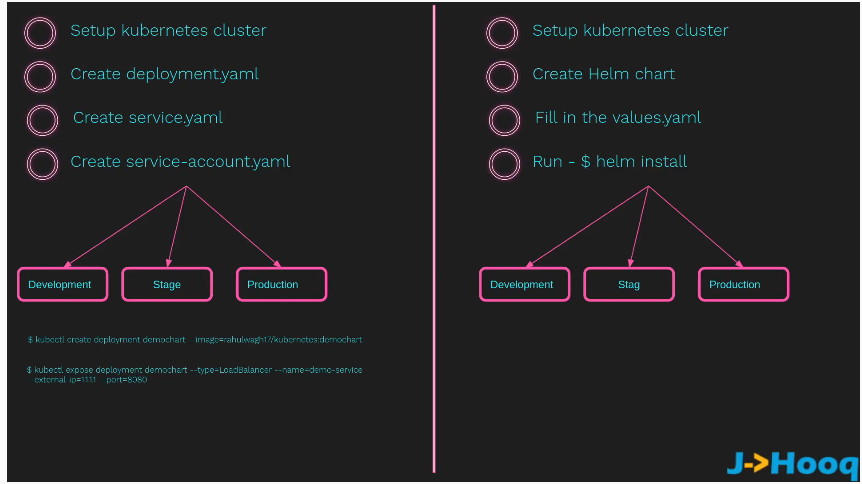 Setup kubernetes cluster
Create deployment.yaml
Create service.yaml
Create service-account.yaml
Development
Stage
Production
$ kubectl create deployment demochart image=rahulwagh17/kubernetes:demochart
$ kubectl expose deployment demochart --type=LoadBalancer --name=demo-service
external ip=1.1.1.1 port=8080
Setup kubernetes cluster
Create Helm chart
Fill in the values.yaml
Run - $ helm install
Development
Stag
Production
J->Hooq